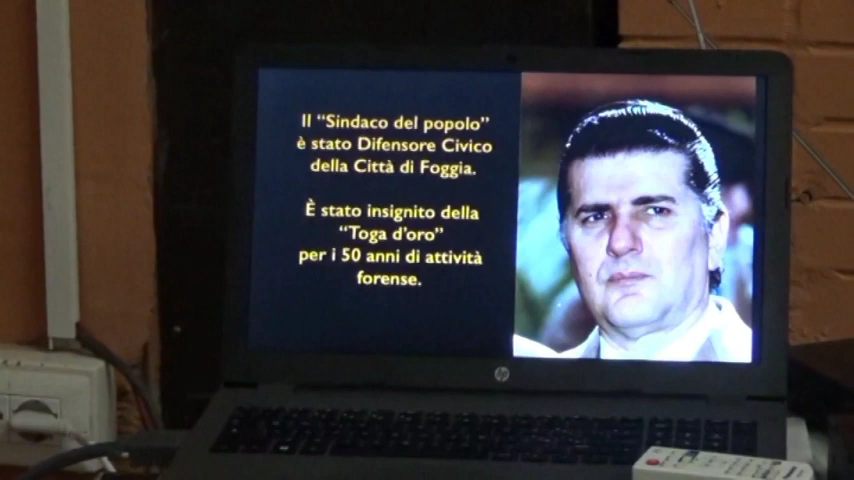 Il “Sindaco del popolo”
è stato Difensore Civico
della Città di Foggia.
È stato insignito della
“Toga d’oro”
per i 50 anni di attività
forense.
hp